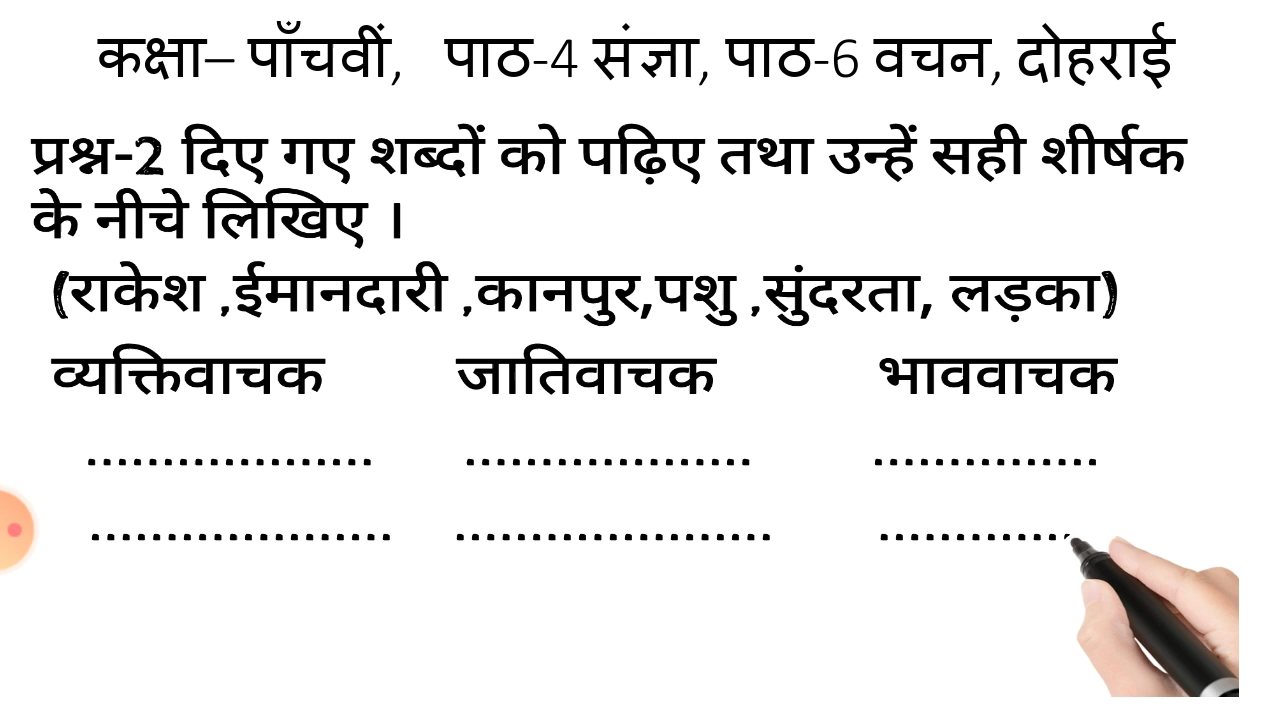 कक्षा– पाँचवीं, पाठ-4 संज्ञा, पाठ-6 वचन, दोहराई
प्रश्न-2 दिए गए शब्दों को पढ़िए तथा उन्हें सही शीर्षक
के नीचे लिखिए ।
(राकेश ,ईमानदारी ,कानपुर,पशु ,सुंदरता, लड़का)
व्यक्तिवाचक जातिवाचक भाववाचक
................... ................... ...............
.................... ..................... .............